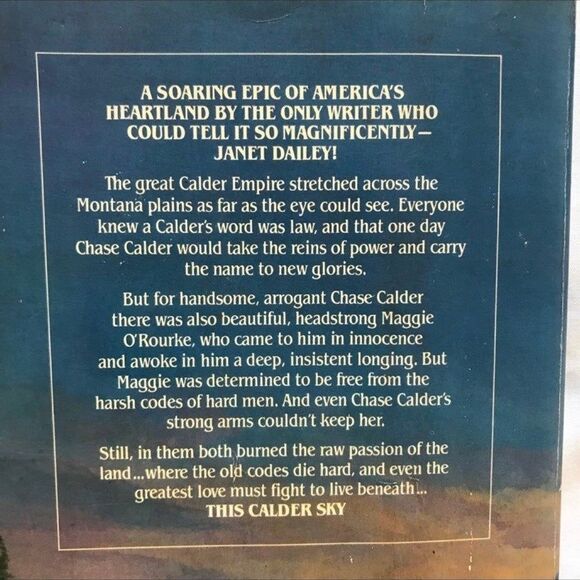 A SOARING EPIC OF AMERICA'S
HEARTLAND BY THE ONLY WRITER WHO
COULD TELL IT SO MAGNIFICENTLY—
JANET DAILEY!
The great Calder Empire stretched across the
Montana plains as far as the eye could see. Everyone
knew a Calder's word was law, and that one day
Chase Calder would take the reins of power and carry
the name to new glories.
But for handsome, arrogant Chase Calder
there was also beautiful, headstrong Maggie
O'Rourke, who came to him in innocence
and awoke in him a deep, insistent longing. But
Maggie was determined to be free from the
harsh codes of hard men. And even Chase Calder's
strong arms couldn't keep her.
Still, in them both burned the raw passion of the
land...where the old codes die hard, and even the
greatest love must fight to live beneath...
THIS CALDER SKY